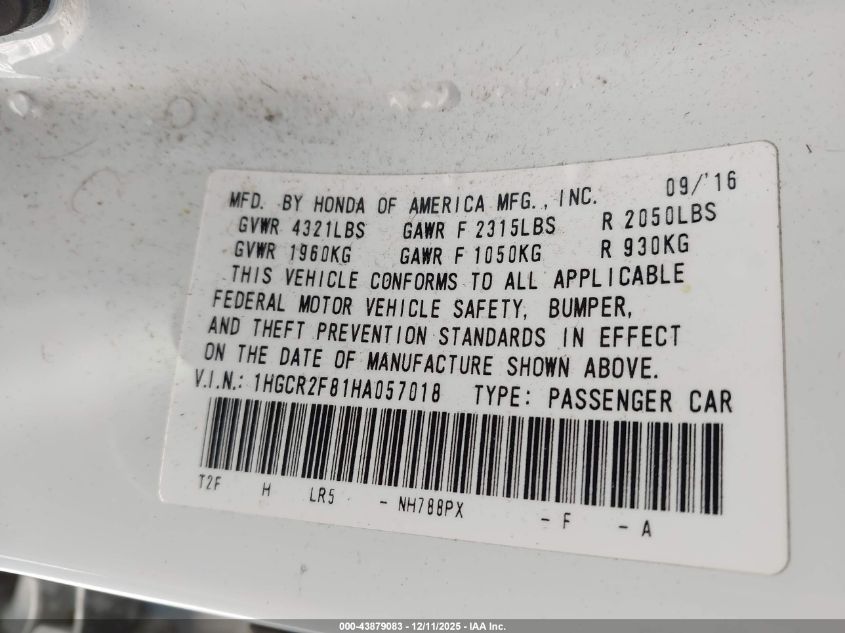 MFD. BY HONDA OF AMERICA MFG., INC. 09/'16
GVWR 4321LBS GAWR F 2315LBS R 2050LBS
GVWR 1960KG GAWR F 1050KG R 930KG
THIS VEHICLE CONFORMS TO ALL APPLICABLE
FEDERAL MOTOR VEHICLE SAFETY, BUMPER,
AND THEFT PREVENTION STANDARDS IN EFFECT
ON THE DATE OF MANUFACTURE SHOWN ABOVE.
V.I.N.: 1HGCR2F81HA057018 TYPE: PASSENGER CAR
T2F H LR5 - NH788PX - F - A
000-43879083 - 12/11/2025 - IAA Inc.